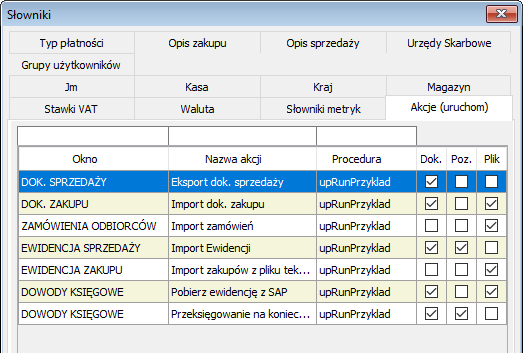 Słowniki
Typ płatności Opis zakupu Opis sprzedaży Urzędy Skarbowe
Grupy użytkowników
Jm Kasa Kraj Magazyn
Stawki VAT Waluta Słowniki metryk Akcje (uruchom)
Okno Nazwa akcji Procedura Dok. Poz. Plik
DOK. SPRZEDAŻY Eksport dok. sprzedaży upRunPrzyklad
DOK. ZAKUPU Import dok. zakupu upRunPrzyklad
ZAMÓWIENIA ODBIORCÓW Import zamówień upRunPrzyklad
EWIDENCJA SPRZEDAŻY Import Ewidencji upRunPrzyklad
EWIDENCJA ZAKUPU Import zakupów z pliku tek... upRunPrzyklad
DOWODY KSIĘGOWE Pobierz ewidencję z SAP upRunPrzyklad
DOWODY KSIĘGOWE Przeksięgowanie na koniec... upRunPrzyklad